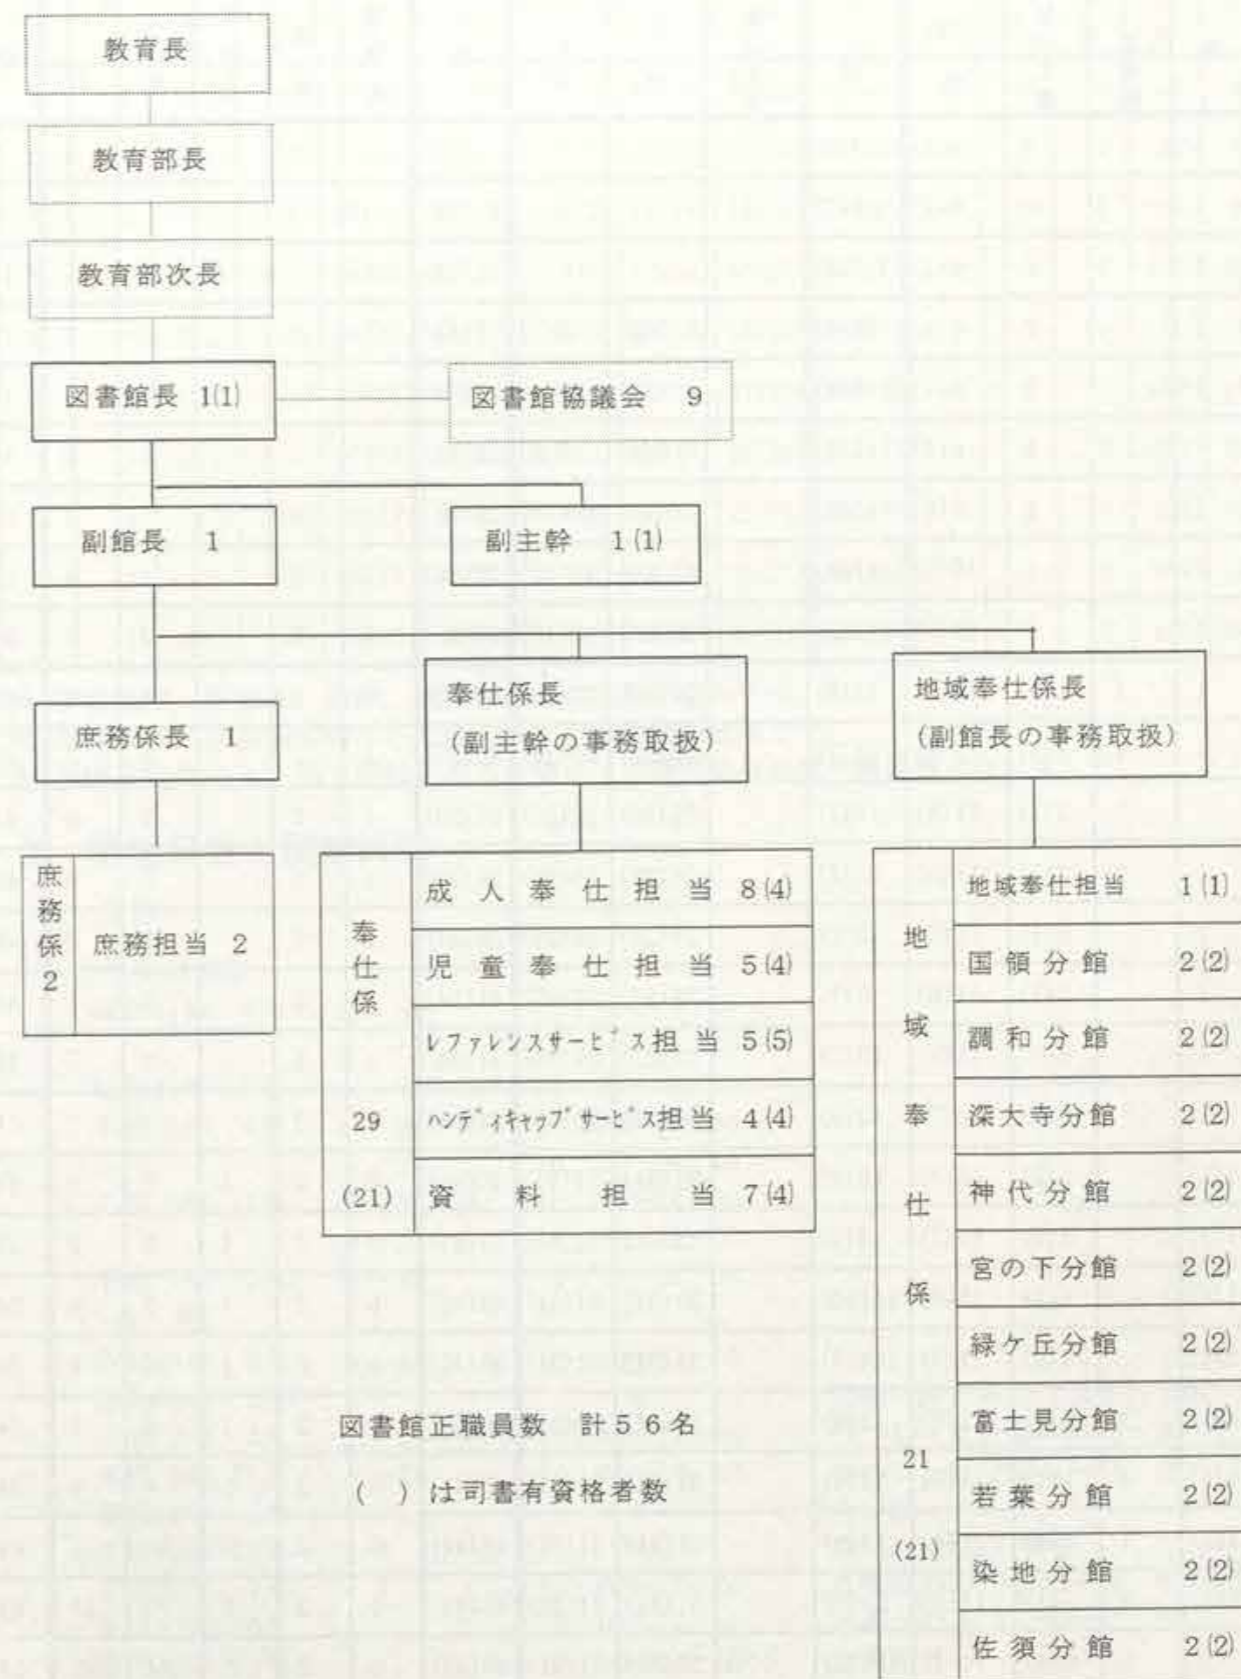 教育長
教育部長
教育部次長
図書館長 1(1)
図書館協議会 9
副館長 1
副主幹 1(1)
庶務係長 1
奉仕係長
(副主幹の事務取扱)
地域奉仕係長
(副館長の事務取扱)
庶務係2
庶務担当 2
奉仕係
29
(21)
成人奉仕担当 8(4)
児童奉仕担当 5(4)
レファレンスサービス担当 5(5)
ハンディキャップサービス担当 4(4)
資料担当 7(4)
地域奉仕係
21
(21)
地域奉仕担当 1(1)
国領分館 2(2)
調和分館 2(2)
深大寺分館 2(2)
神代分館 2(2)
宮の下分館 2(2)
緑ケ丘分館 2(2)
富士見分館 2(2)
若葉分館 2(2)
染地分館 2(2)
佐須分館 2(2)
図書館正職員数 計56名
( )は司書有資格者数